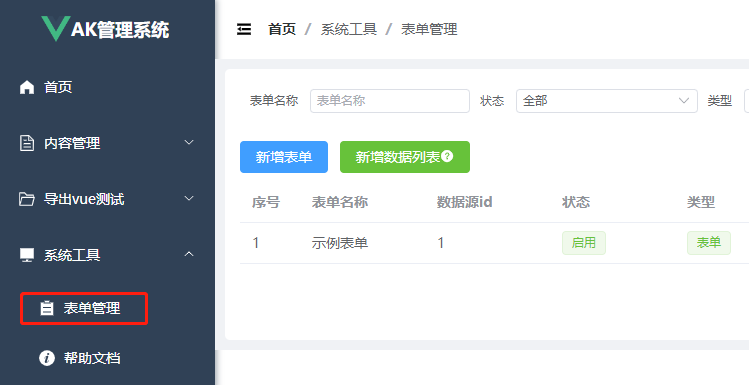 AK管理系统
首页
内容管理
导出vue测试
系统工具
表单管理
帮助文档
首页 / 系统工具 / 表单管理
表单名称 表单名称 状态 全部 类型
新增表单 新增数据列表?
序号 表单名称 数据源id 状态 类型
1 示例表单 1 启用 表单